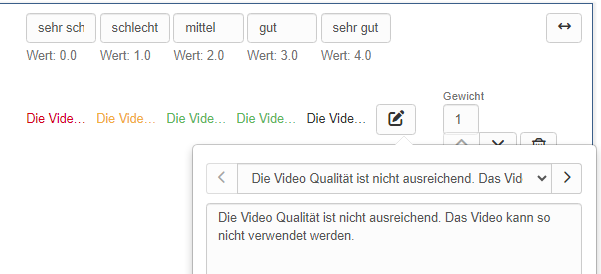 sehr sch schlecht mittel gut sehr gut
Wert: 0.0 Wert: 1.0 Wert: 2.0 Wert: 3.0 Wert: 4.0
Gewicht
Die Vide... Die Vide... Die Vide... Die Vide... Die Vide... 1
Die Video Qualität ist nicht ausreichend. Das Vid
Die Video Qualität ist nicht ausreichend. Das Video kann so
nicht verwendet werden.